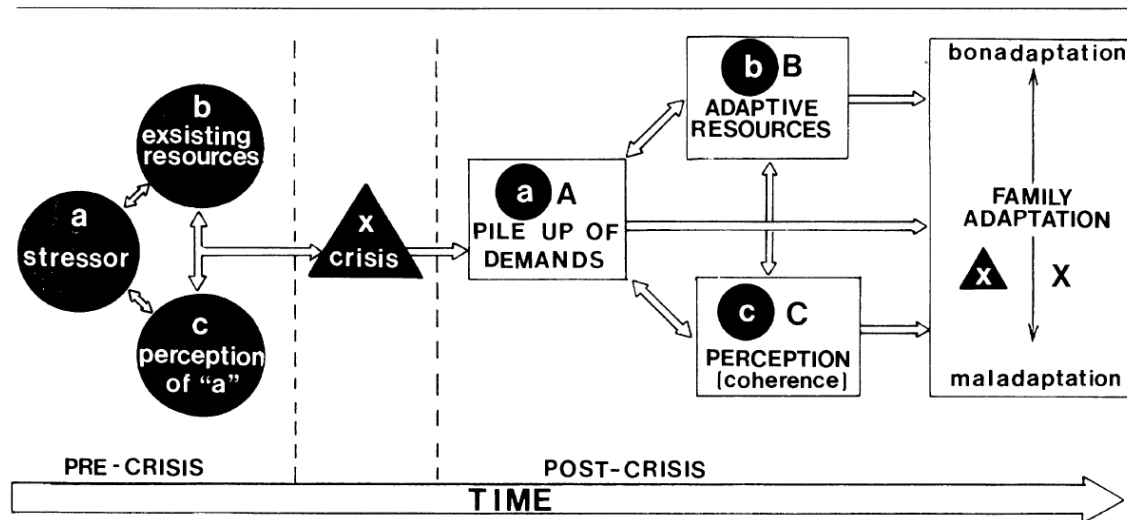 b
exsisting
resources
a
stressor
c
perception
of “a”
x
crisis
a A
PILE UP OF
DEMANDS
b B
ADAPTIVE
RESOURCES
c C
PERCEPTION
(coherence)
bonadaptation
FAMILY
ADAPTATION
x X
maladaptation
PRE-CRISIS
POST-CRISIS
TIME